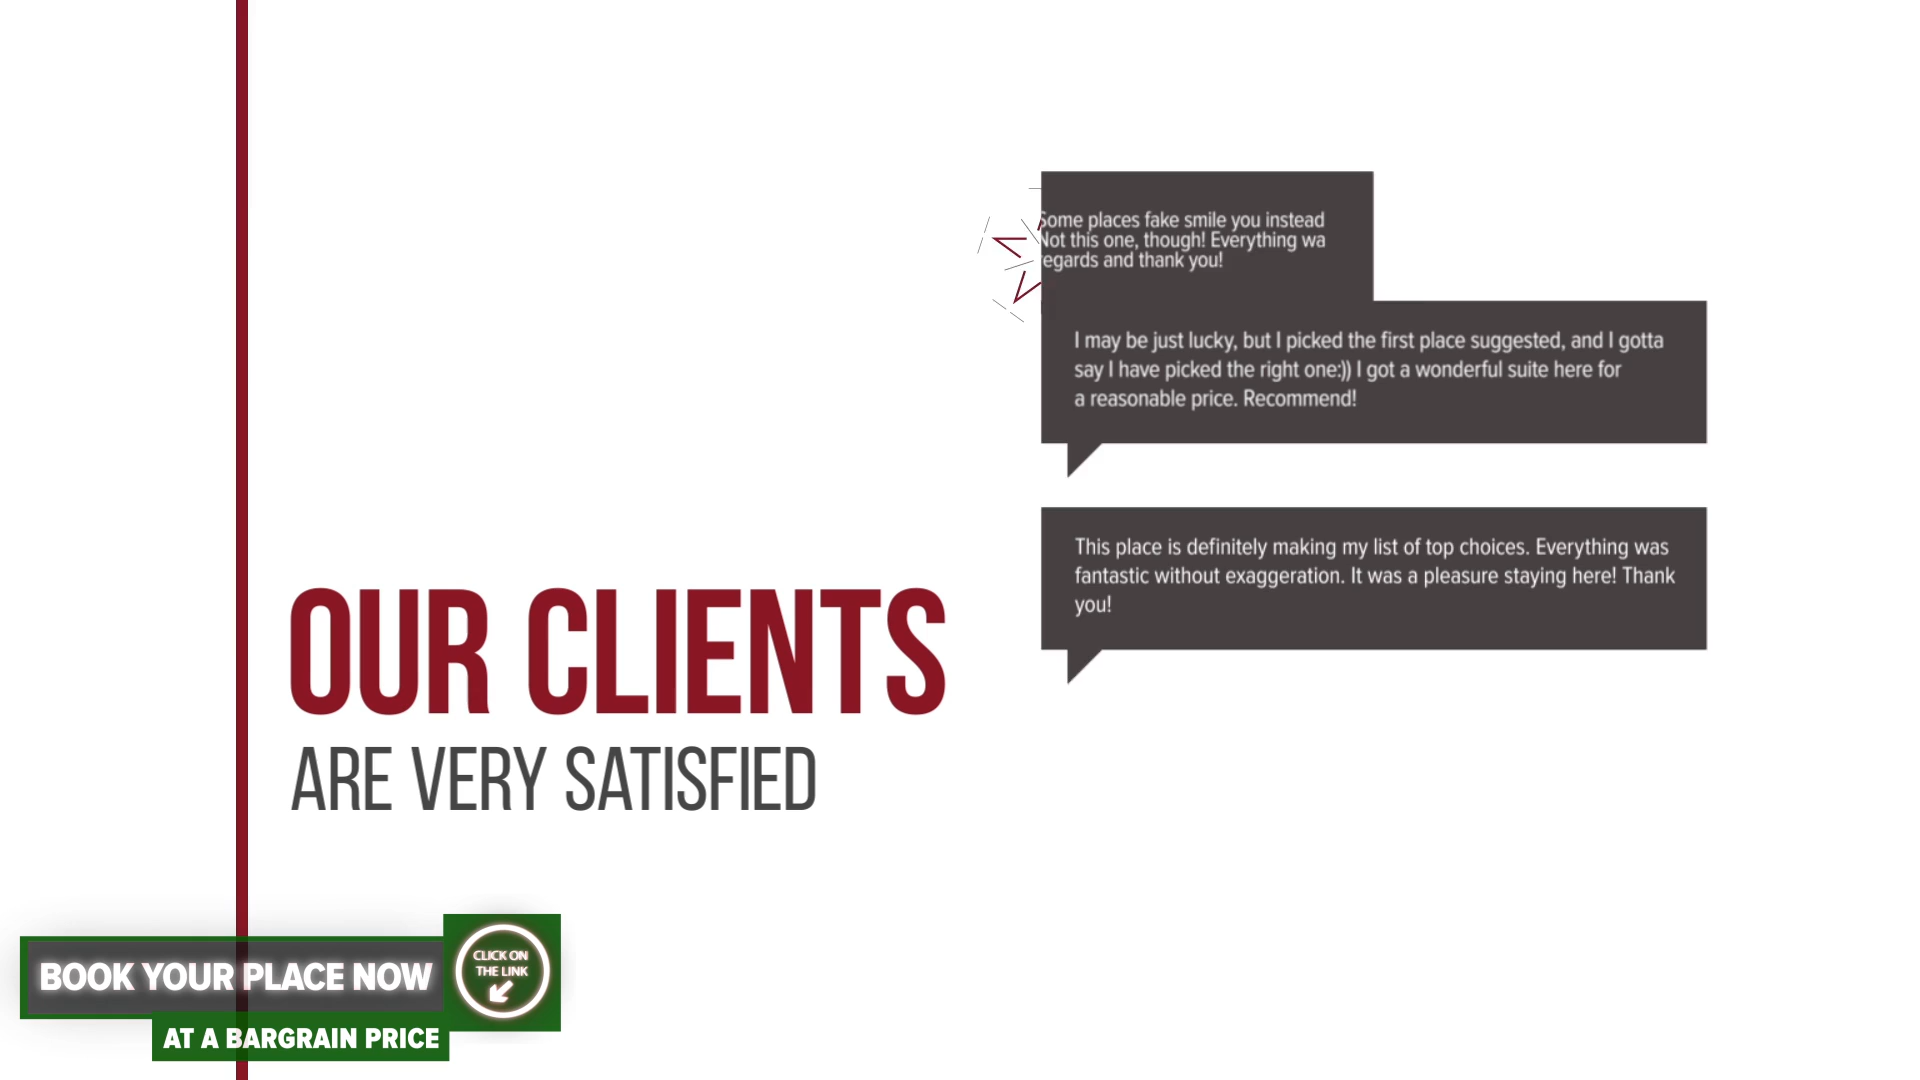 Some places fake smile you instead
Not this one, though! Everything wa
regards and thank you!
I may be just lucky, but I picked the first place suggested, and I gotta
say I have picked the right one:)) I got a wonderful suite here for
a reasonable price. Recommend!
This place is definitely making my list of top choices. Everything was
fantastic without exaggeration. It was a pleasure staying here! Thank
you!
OUR CLIENTS
ARE VERY SATISFIED
BOOK YOUR PLACE NOW
CLICK ON
THE LINK
AT A BARGRAIN PRICE